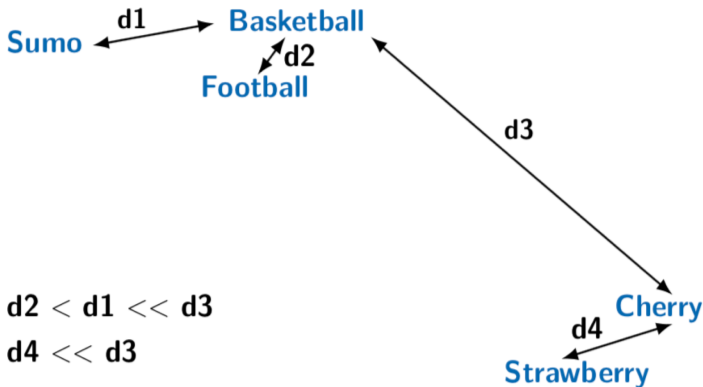 d1
Basketball
Sumo
d2
Football
d3
d2 < d1 << d3
Cherry
d4
d4 << d3
Strawberry